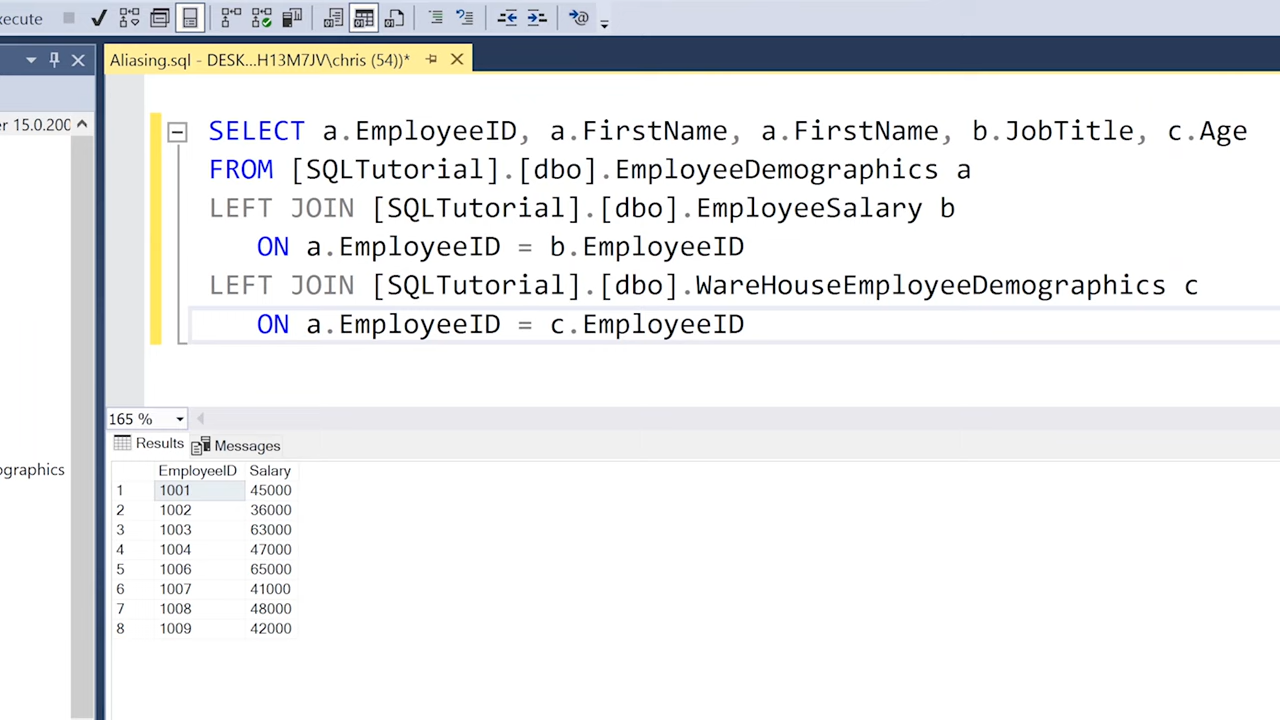 xecute
Aliasing.sql - DESK...H13M7JV\chris (54))*
er 15.0.200
SELECT a.EmployeeID, a.FirstName, a.FirstName, b.JobTitle, c.Age
FROM [SQLTutorial].[dbo].EmployeeDemographics a
LEFT JOIN [SQLTutorial].[dbo].EmployeeSalary b
ON a.EmployeeID = b.EmployeeID
LEFT JOIN [SQLTutorial].[dbo].WareHouseEmployeeDemographics c
ON a.EmployeeID = c.EmployeeID
165 %
Results Messages
ographics
EmployeeID Salary
1 1001 45000
2 1002 36000
3 1003 63000
4 1004 47000
5 1006 65000
6 1007 41000
7 1008 48000
8 1009 42000